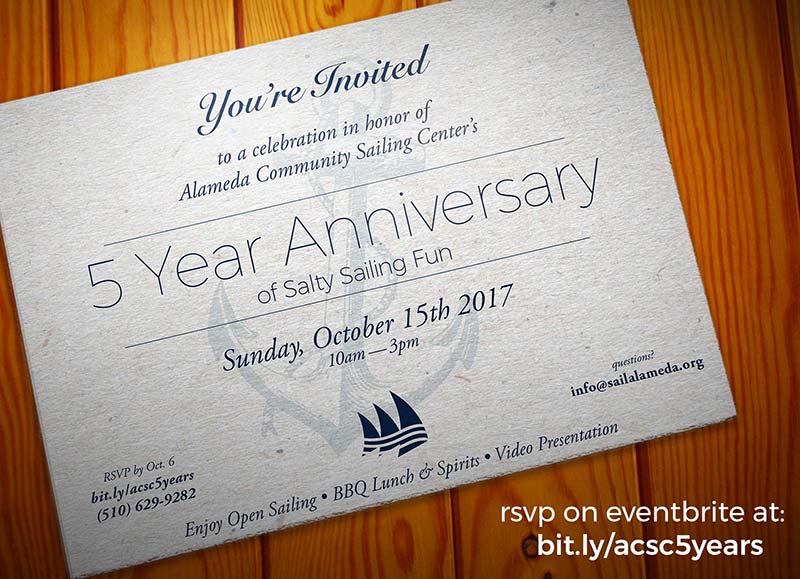 You're Invited
to a celebration in honor of
Alameda Community Sailing Center's
5 Year Anniversary
of Salty Sailing Fun
Sunday, October 15th 2017
10am — 3pm
questions?
info@sailalameda.org
RSVP by Oct. 6
bit.ly/acsc5years
(510) 629-9282
Enjoy Open Sailing • BBQ Lunch & Spirits • Video Presentation
rsvp on eventbrite at:
bit.ly/acsc5years